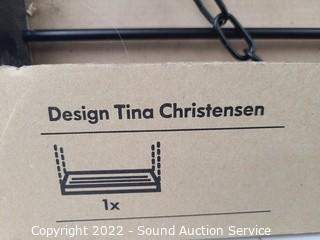 Design Tina Christensen
1x
Copyright 2022 - Sound Auction Service